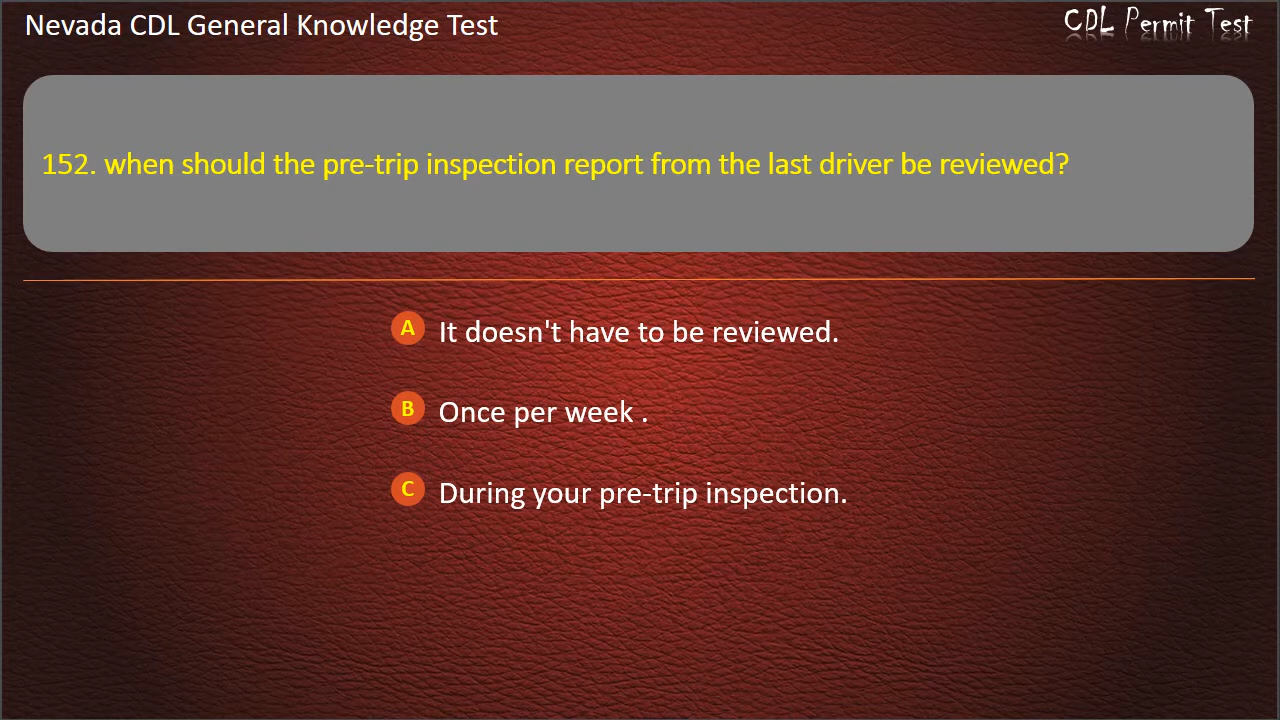 Nevada CDL General Knowledge Test
CDL Permit Test
152. when should the pre-trip inspection report from the last driver be reviewed?
A It doesn't have to be reviewed.
B Once per week .
C During your pre-trip inspection.